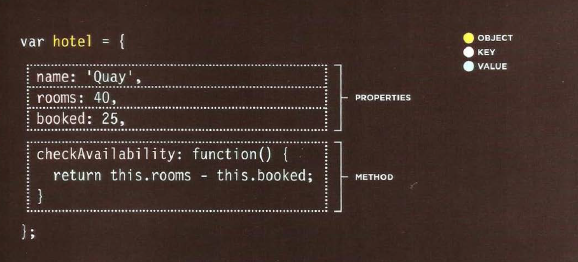 var hotel = {
name: 'Quay',
rooms: 40,
booked: 25,
PROPERTIES
checkAvailability: function() {
return this.rooms - this.booked;
}
METHOD
};
OBJECT
KEY
VALUE